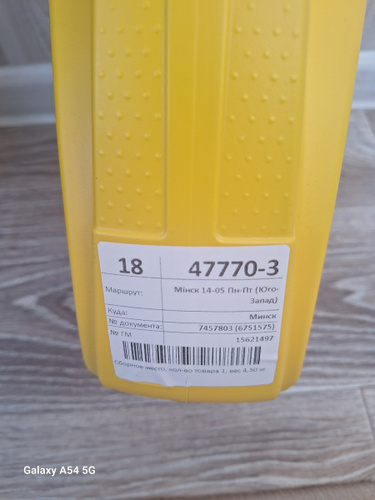 18 47770-3
Маршрут: Мінск 14-05 Пн-Пт (Юго-
Запад)
Куда: Минск
№ документа: 7457803 (6751575)
№ ГМ 15621497
Сборное место, кол-во товара 1, вес 4.50 кг
Galaxy A54 5G